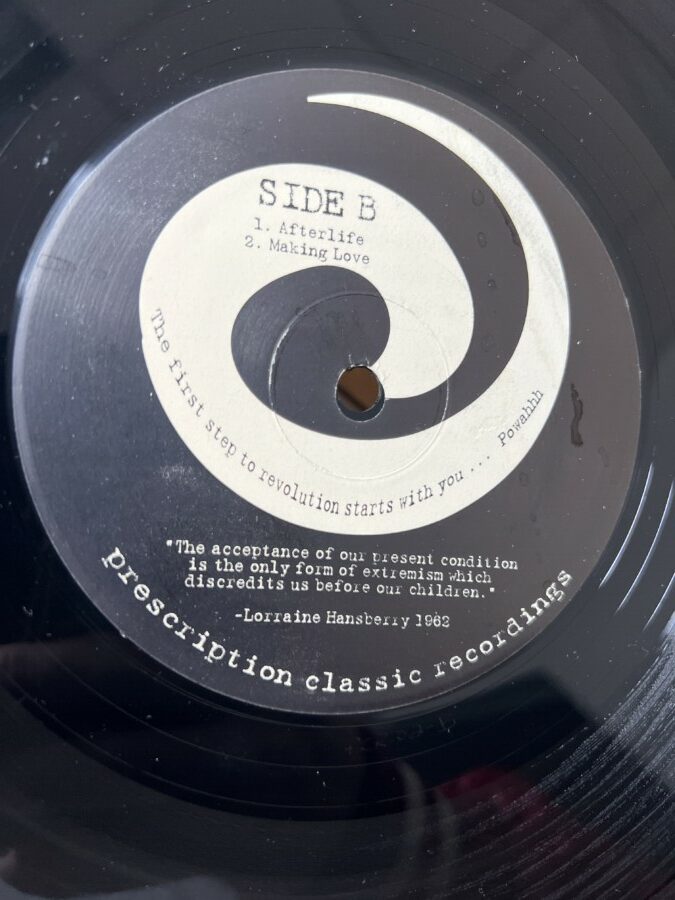 SIDE B
1. Afterlife
2. Making Love
The first step to revolution starts with you ... Powahhh
"The acceptance of our present condition
is the only form of extremism which
discredits us before our children."
-Lorraine Hansberry 1962
prescription classic recordings